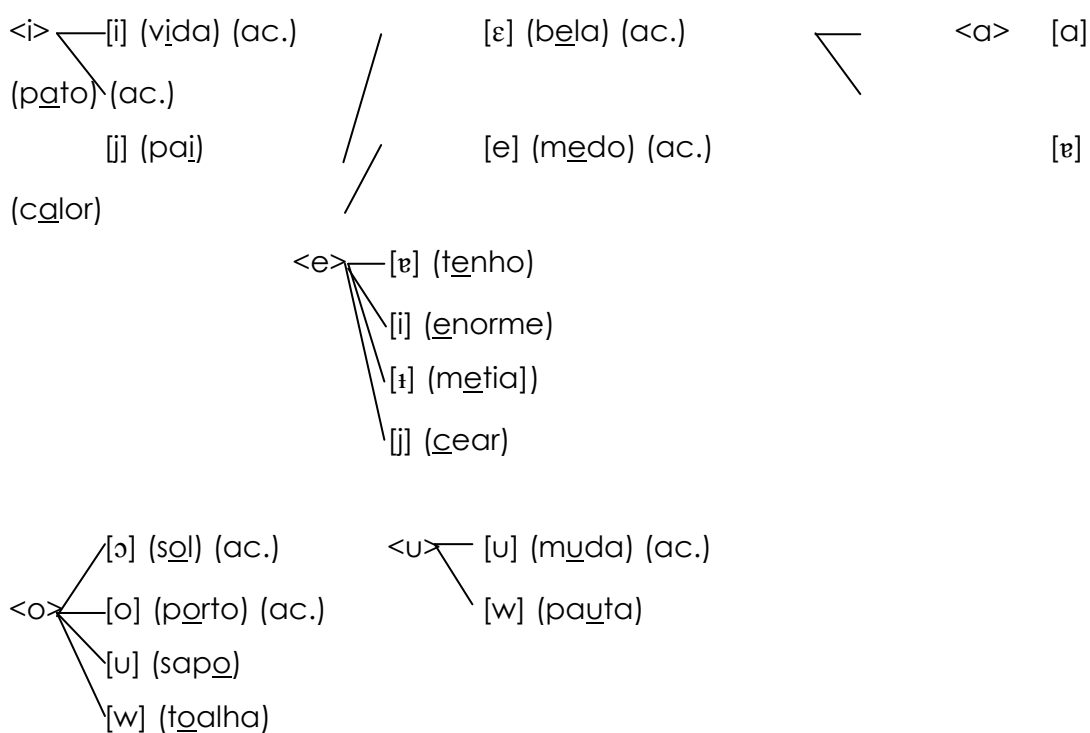 <i> [i] (vida) (ac.) [ɛ] (bela) (ac.) <a> [a]
(pato) (ac.)
[j] (pai) [e] (medo) (ac.) [ɐ]
(calor)
<e> [ɐ] (tenho)
[i] (enorme)
[ɨ] (metia])
[j] (cear)
[ɔ] (sol) (ac.) <u> [u] (muda) (ac.)
<o> [o] (porto) (ac.) [w] (pauta)
[u] (sapo)
[w] (toalha)